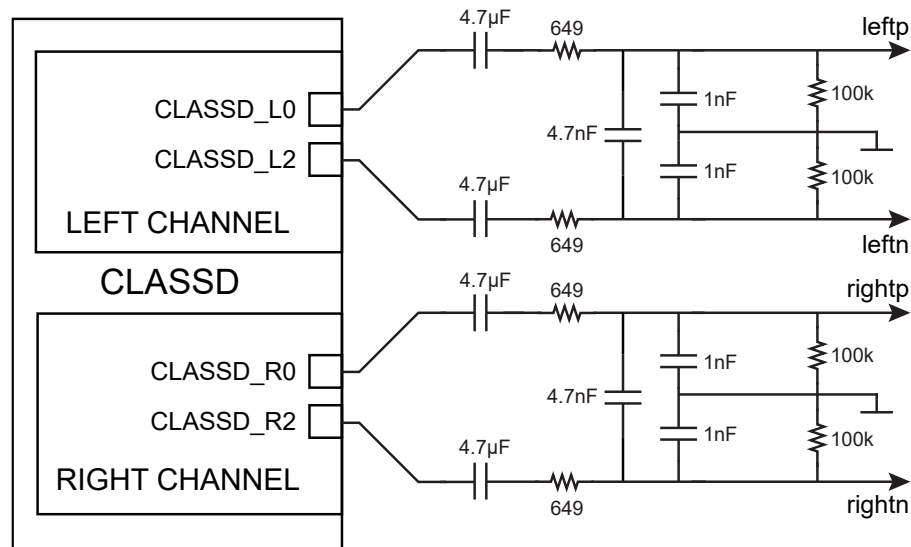 4.7µF
649
leftp
CLASSD_L0
1nF
100k
4.7nF
CLASSD_L2
4.7µF
1nF
100k
LEFT CHANNEL
649
leftn
CLASSD
4.7µF
649
rightp
CLASSD_R0
1nF
100k
4.7nF
CLASSD_R2
4.7µF
1nF
100k
RIGHT CHANNEL
649
rightn